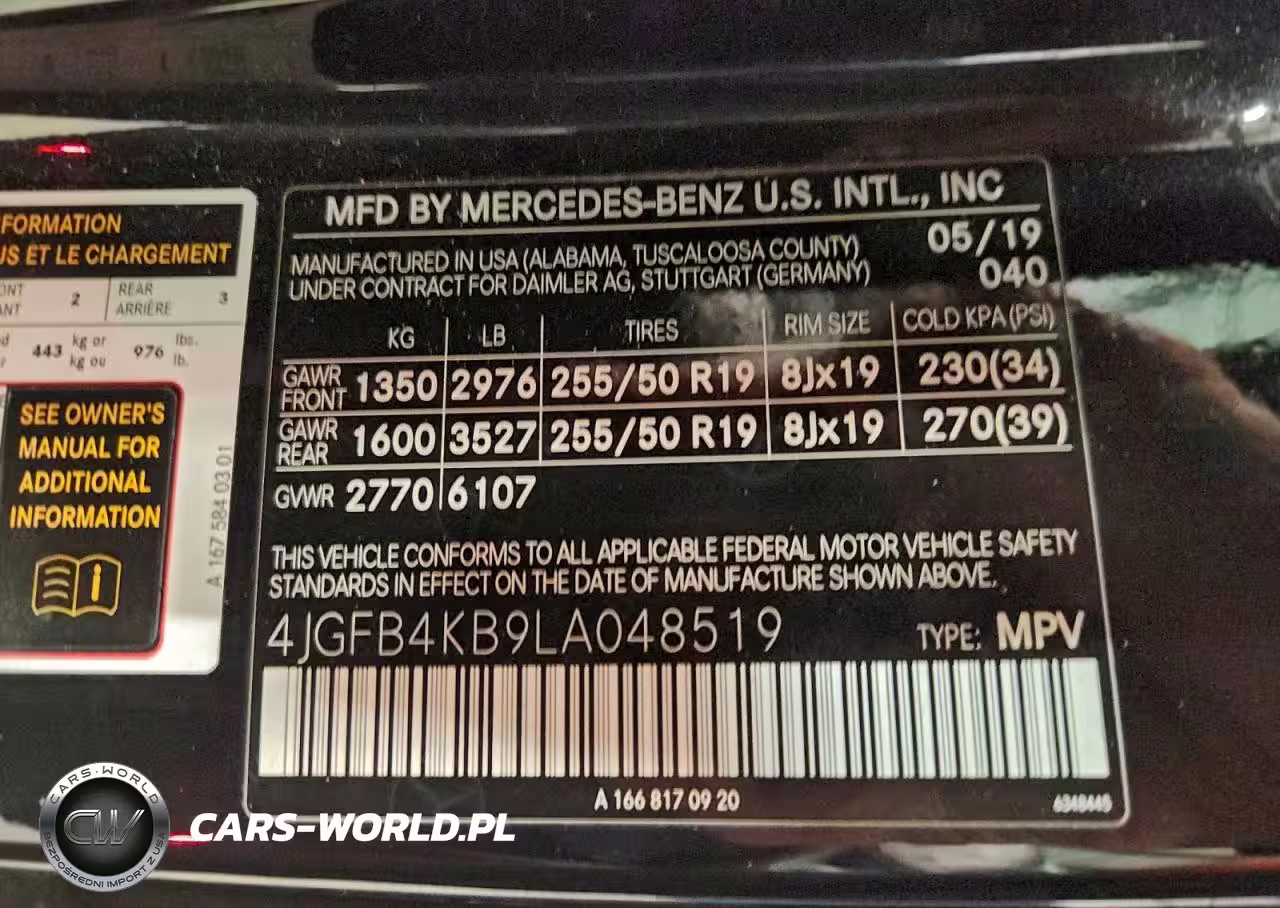 FORMATION
US ET LE CHARGEMENT
2 REAR 3
ARRIÈRE
443 kg or 976 lbs.
kg ou lb.
SEE OWNER'S
MANUAL FOR
ADDITIONAL
INFORMATION
A 167 584 03 01
MFD BY MERCEDES-BENZ U.S. INTL., INC
MANUFACTURED IN USA (ALABAMA, TUSCALOOSA COUNTY) 05/19
UNDER CONTRACT FOR DAIMLER AG, STUTTGART (GERMANY) 040
KG LB TIRES RIM SIZE COLD KPA (PSI)
GAWR FRONT 1350 2976 255/50 R19 8Jx19 230(34)
GAWR REAR 1600 3527 255/50 R19 8Jx19 270(39)
GVWR 2770 6107
THIS VEHICLE CONFORMS TO ALL APPLICABLE FEDERAL MOTOR VEHICLE SAFETY
STANDARDS IN EFFECT ON THE DATE OF MANUFACTURE SHOWN ABOVE.
4JGFB4KB9LA048519 TYPE: MPV
A 166 817 09 20
CARS-WORLD
CW
BEZPOŚREDNI IMPORT Z USA
CARS-WORLD.PL